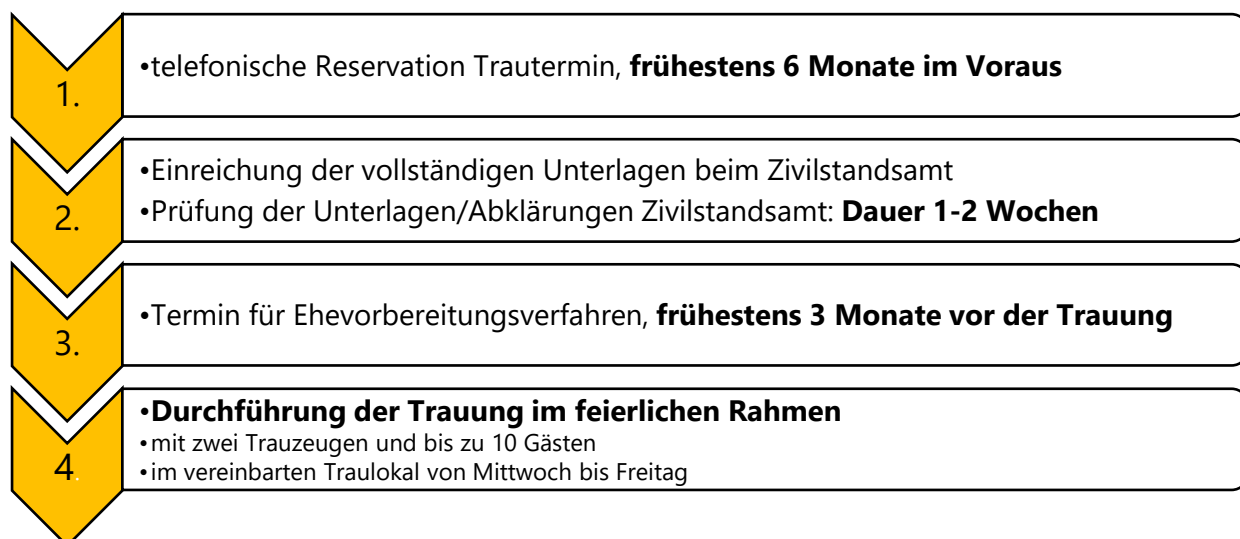 1.
•telefonische Reservation Trautermin, frühestens 6 Monate im Voraus
2.
•Einreichung der vollständigen Unterlagen beim Zivilstandsamt
•Prüfung der Unterlagen/Abklärungen Zivilstandsamt: Dauer 1-2 Wochen
3.
•Termin für Ehevorbereitungsverfahren, frühestens 3 Monate vor der Trauung
4.
•Durchführung der Trauung im feierlichen Rahmen
•mit zwei Trauzeugen und bis zu 10 Gästen
•im vereinbarten Traulokal von Mittwoch bis Freitag